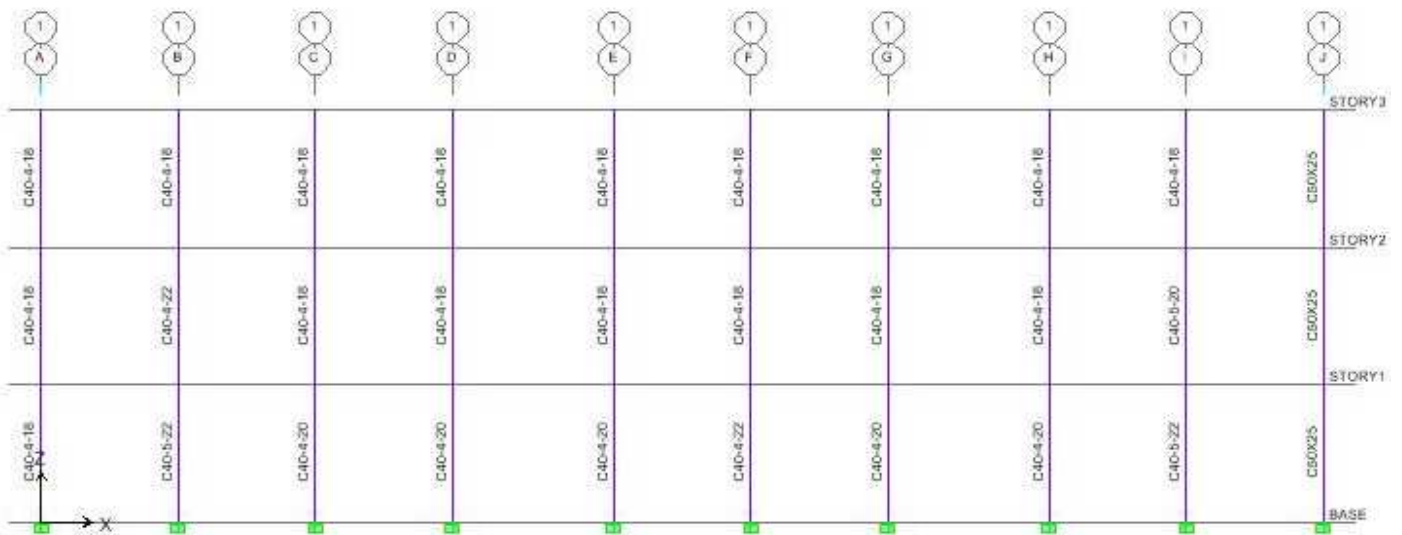 1 1 1 1 1 1 1 1 1 1
A B C D E F G H I J
STORY3
C40-4-18 C40-4-18 C40-4-18 C40-4-18 C40-4-18 C40-4-18 C40-4-18 C40-4-18 C40-4-18 C60X25
STORY2
C40-4-18 C40-4-22 C40-4-18 C40-4-18 C40-4-18 C40-4-18 C40-4-18 C40-4-18 C40-5-20 C60X25
STORY1
C40-4-18 C40-5-22 C40-4-20 C40-4-20 C40-4-20 C40-4-22 C40-4-20 C40-4-20 C40-5-22 C60X25
Z
X
BASE